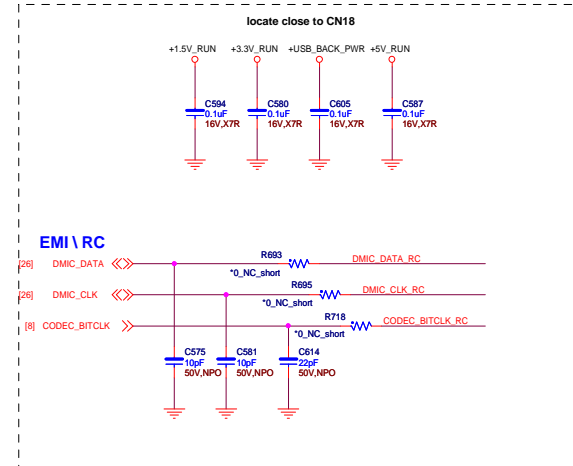 locate close to CN18
+1.5V_RUN +3.3V_RUN +USB_BACK_PWR +5V_RUN
C594 C580 C605 C587
0.1uF 0.1uF 0.1uF 0.1uF
16V,X7R 16V,X7R 16V,X7R 16V,X7R
EMI \ RC
R693 DMIC_DATA_RC
[26] DMIC_DATA
*0_NC_short
R695 DMIC_CLK_RC
[26] DMIC_CLK
*0_NC_short
R718 CODEC_BITCLK_RC
[8] CODEC_BITCLK
*0_NC_short
C575 C581 C614
10pF 10pF 22pF
50V,NPO 50V,NPO 50V,NPO